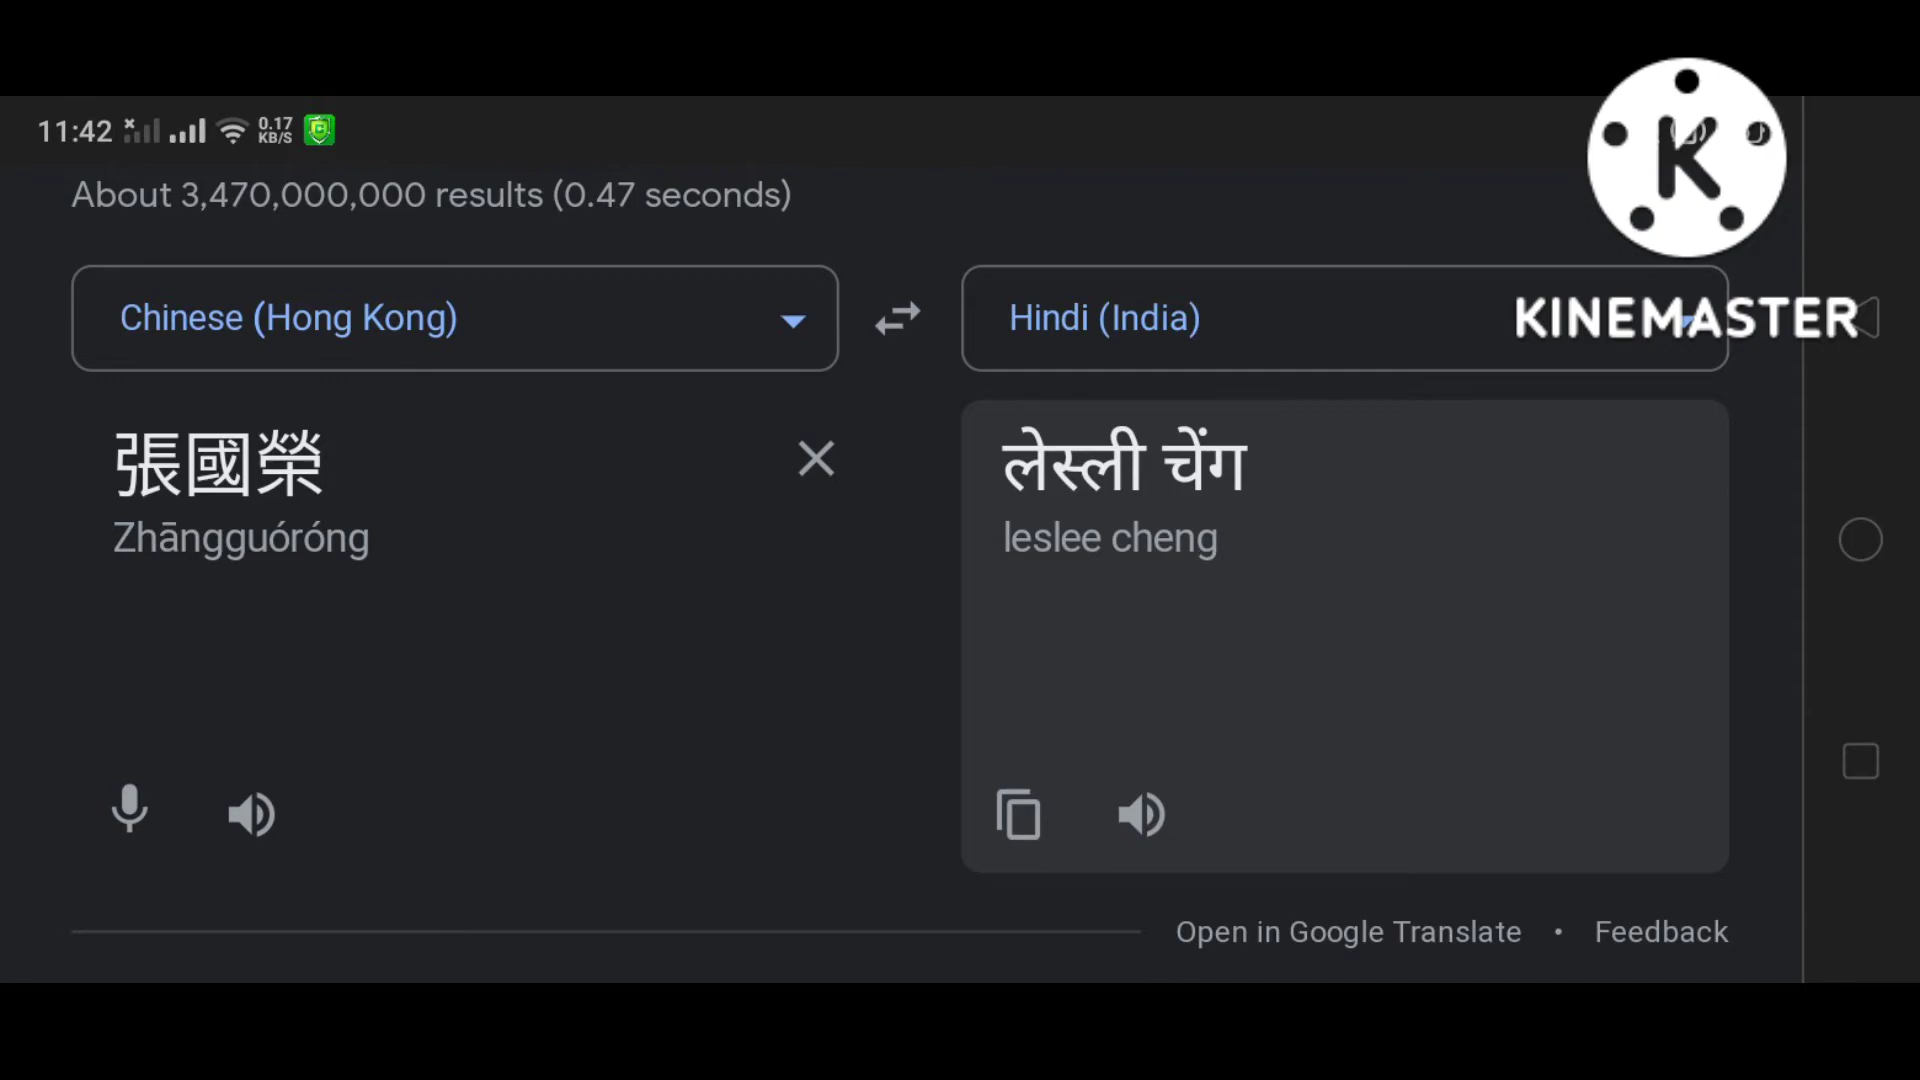 11:42 0.17 KB/S
K
About 3,470,000,000 results (0.47 seconds)
Chinese (Hong Kong) Hindi (India) KINEMASTER
張國榮
Zhāngguóróng
लेस्ली चेंग
leslee cheng
Open in Google Translate • Feedback